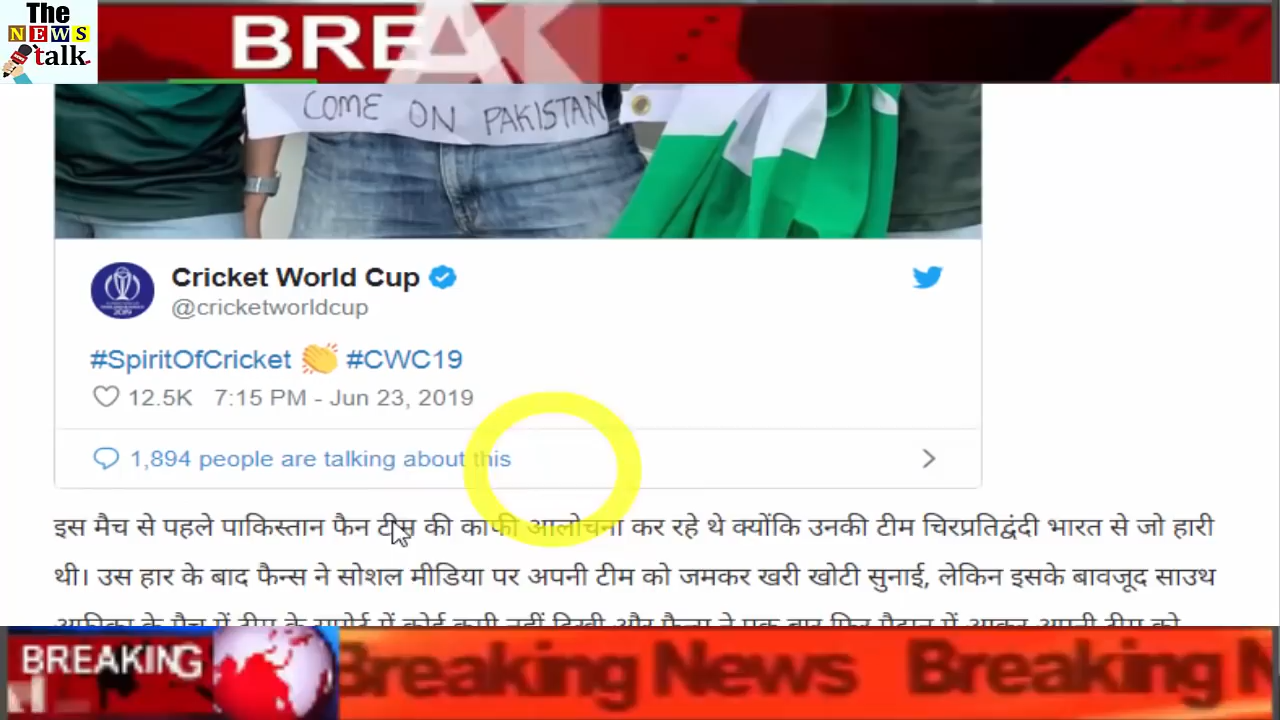 The
NEWS
talk.
BREAK
COME ON PAKISTAN
Cricket World Cup
@cricketworldcup
#SpiritOfCricket 👏 #CWC19
12.5K 7:15 PM - Jun 23, 2019
1,894 people are talking about this
इस मैच से पहले पाकिस्तान फैन टीम की काफी आलोचना कर रहे थे क्योंकि उनकी टीम चिरप्रतिद्वंदी भारत से जो हारी
थी। उस हार के बाद फैन्स ने सोशल मीडिया पर अपनी टीम को जमकर खरी खोटी सुनाई, लेकिन इसके बावजूद साउथ
BREAKING
Breaking News Breaking N